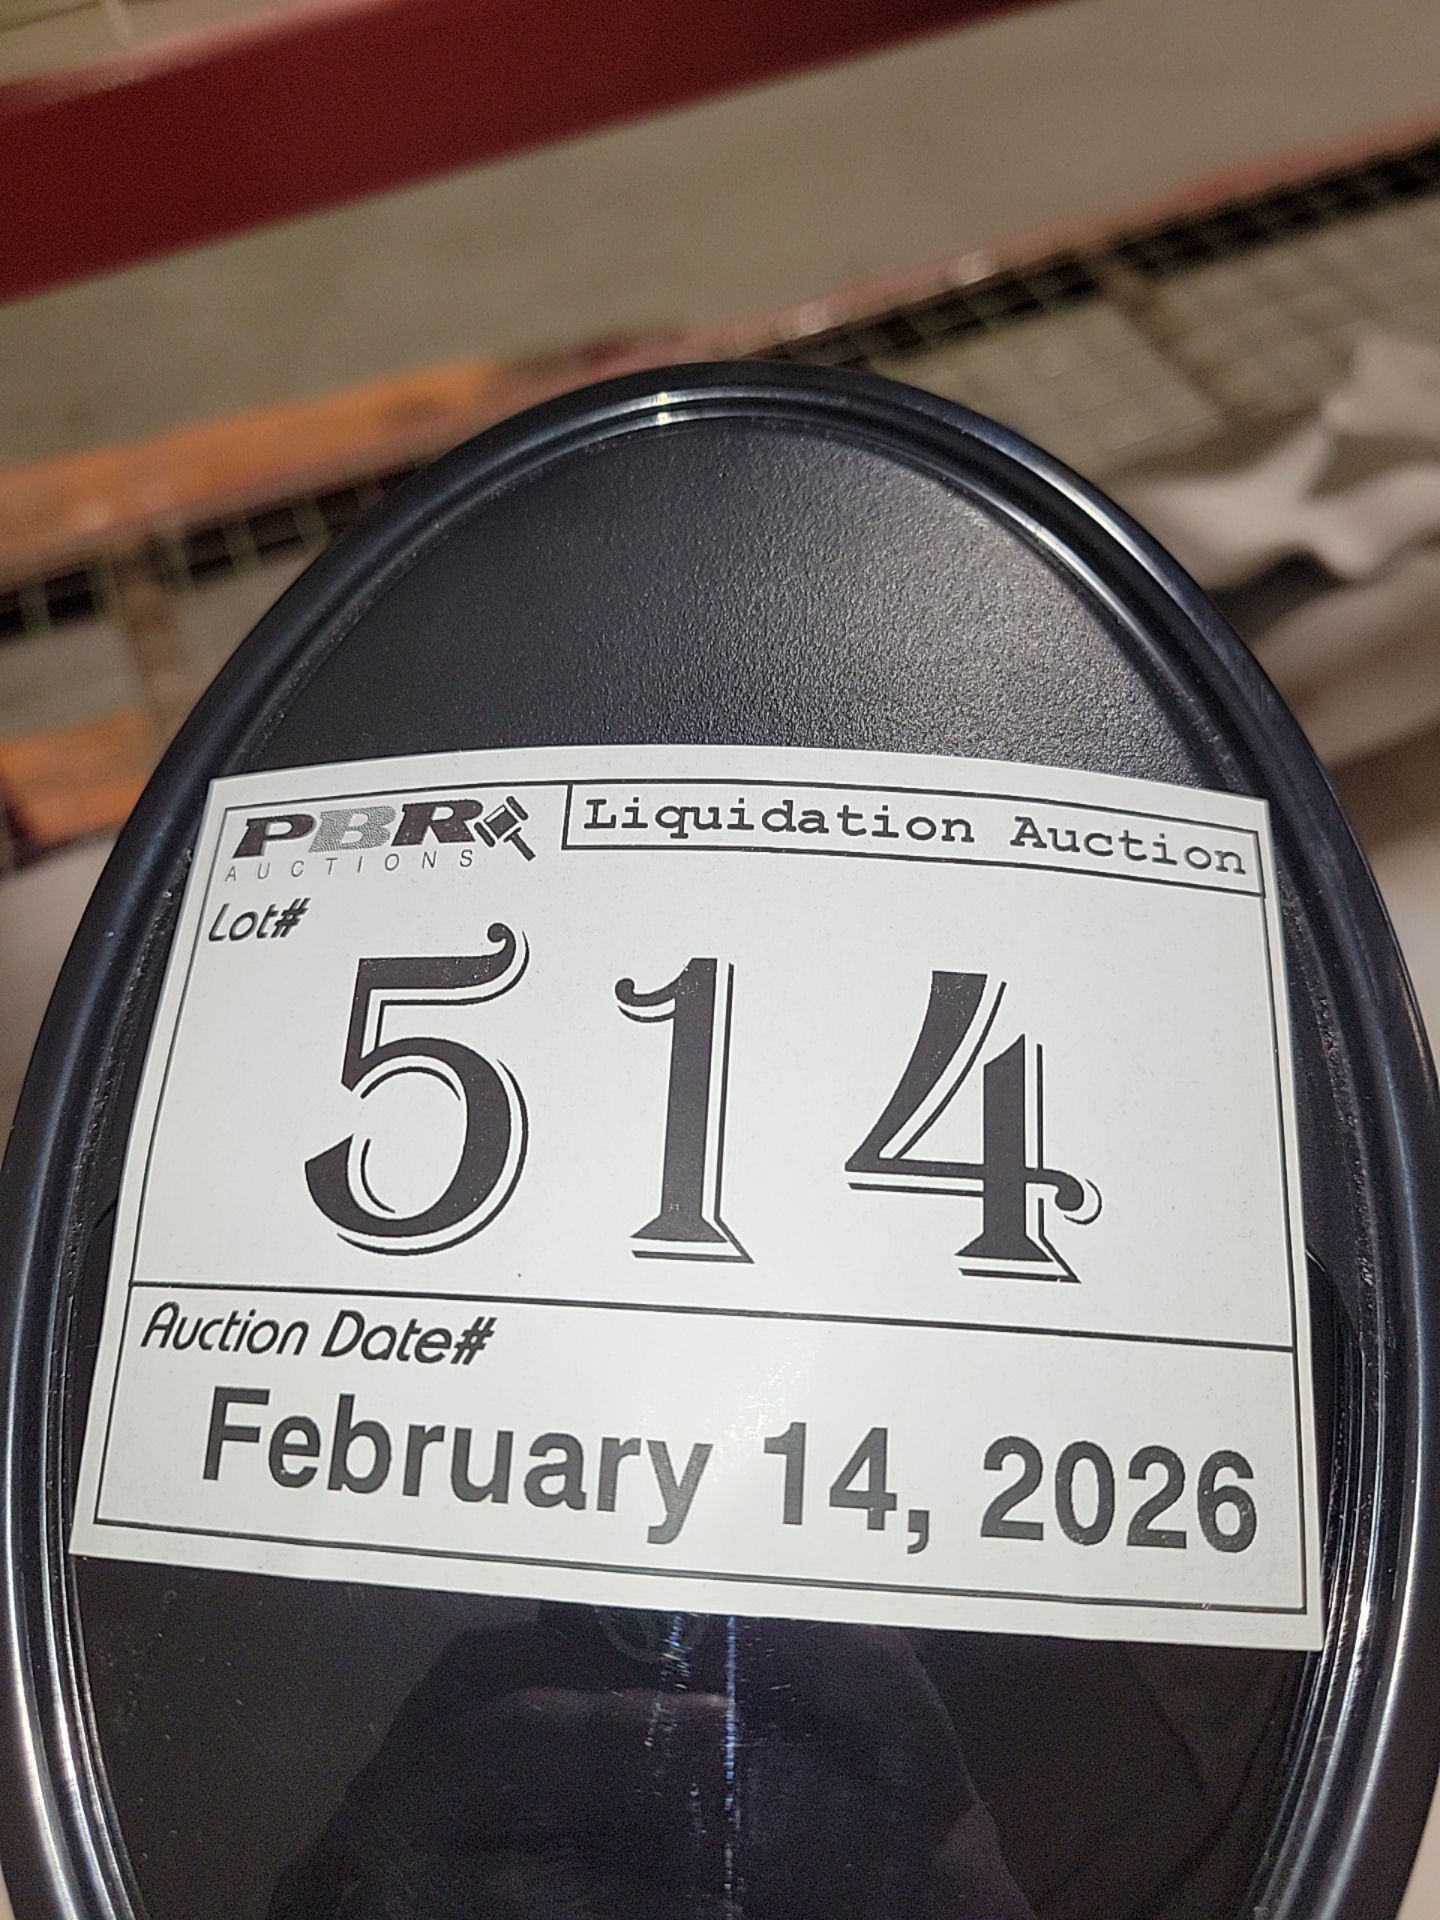 PBR
AUCTIONS
Liquidation Auction
Lot#
514
Auction Date#
February 14, 2026